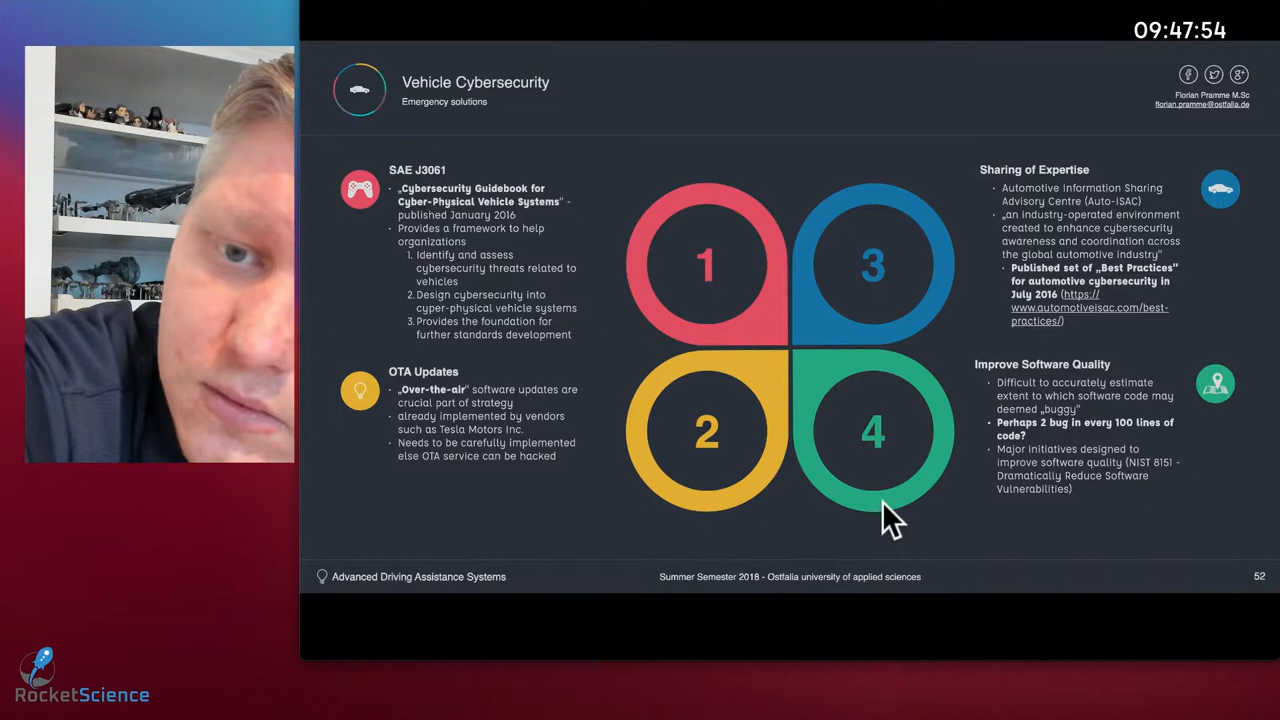 09:47:54
Vehicle Cybersecurity
Emergency solutions
Florian Pramme M.Sc
florian.pramme@ostfalia.de
SAE J3061
• „Cybersecurity Guidebook for
Cyber-Physical Vehicle Systems“ -
published January 2016
• Provides a framework to help
organizations
1. Identify and assess
cybersecurity threats related to
vehicles
2. Design cybersecurity into
cyper-physical vehicle systems
3. Provides the foundation for
further standards development
OTA Updates
• „Over-the-air“ software updates are
crucial part of strategy
• already implemented by vendors
such as Tesla Motors Inc.
• Needs to be carefully implemented
else OTA service can be hacked
1
3
2
4
Sharing of Expertise
• Automotive Information Sharing
Advisory Centre (Auto-ISAC)
• „an industry-operated environment
created to enhance cybersecurity
awareness and coordination across
the global automotive industry“
• Published set of „Best Practices“
for automotive cybersecurity in
July 2016 (https://
www.automotiveisac.com/best-
practices/)
Improve Software Quality
• Difficult to accurately estimate
extent to which software code may
deemed „buggy“
• Perhaps 2 bug in every 100 lines of
code?
• Major initiatives designed to
improve software quality (NIST 8151 -
Dramatically Reduce Software
Vulnerabilities)
Advanced Driving Assistance Systems
Summer Semester 2018 - Ostfalia university of applied sciences
52
RocketScience